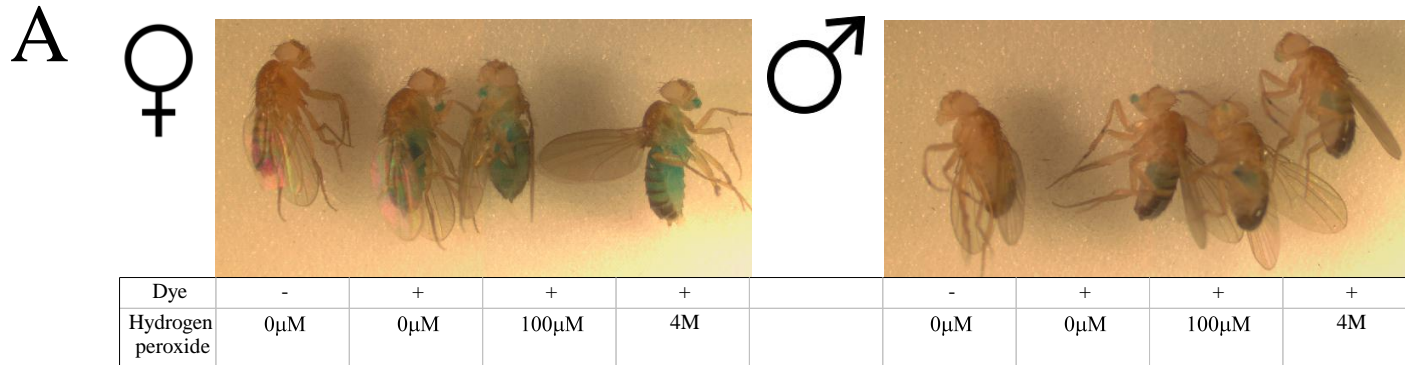 A
Dye - + + + - + + +
Hydrogen peroxide 0μM 0μM 100μM 4M 0μM 0μM 100μM 4M